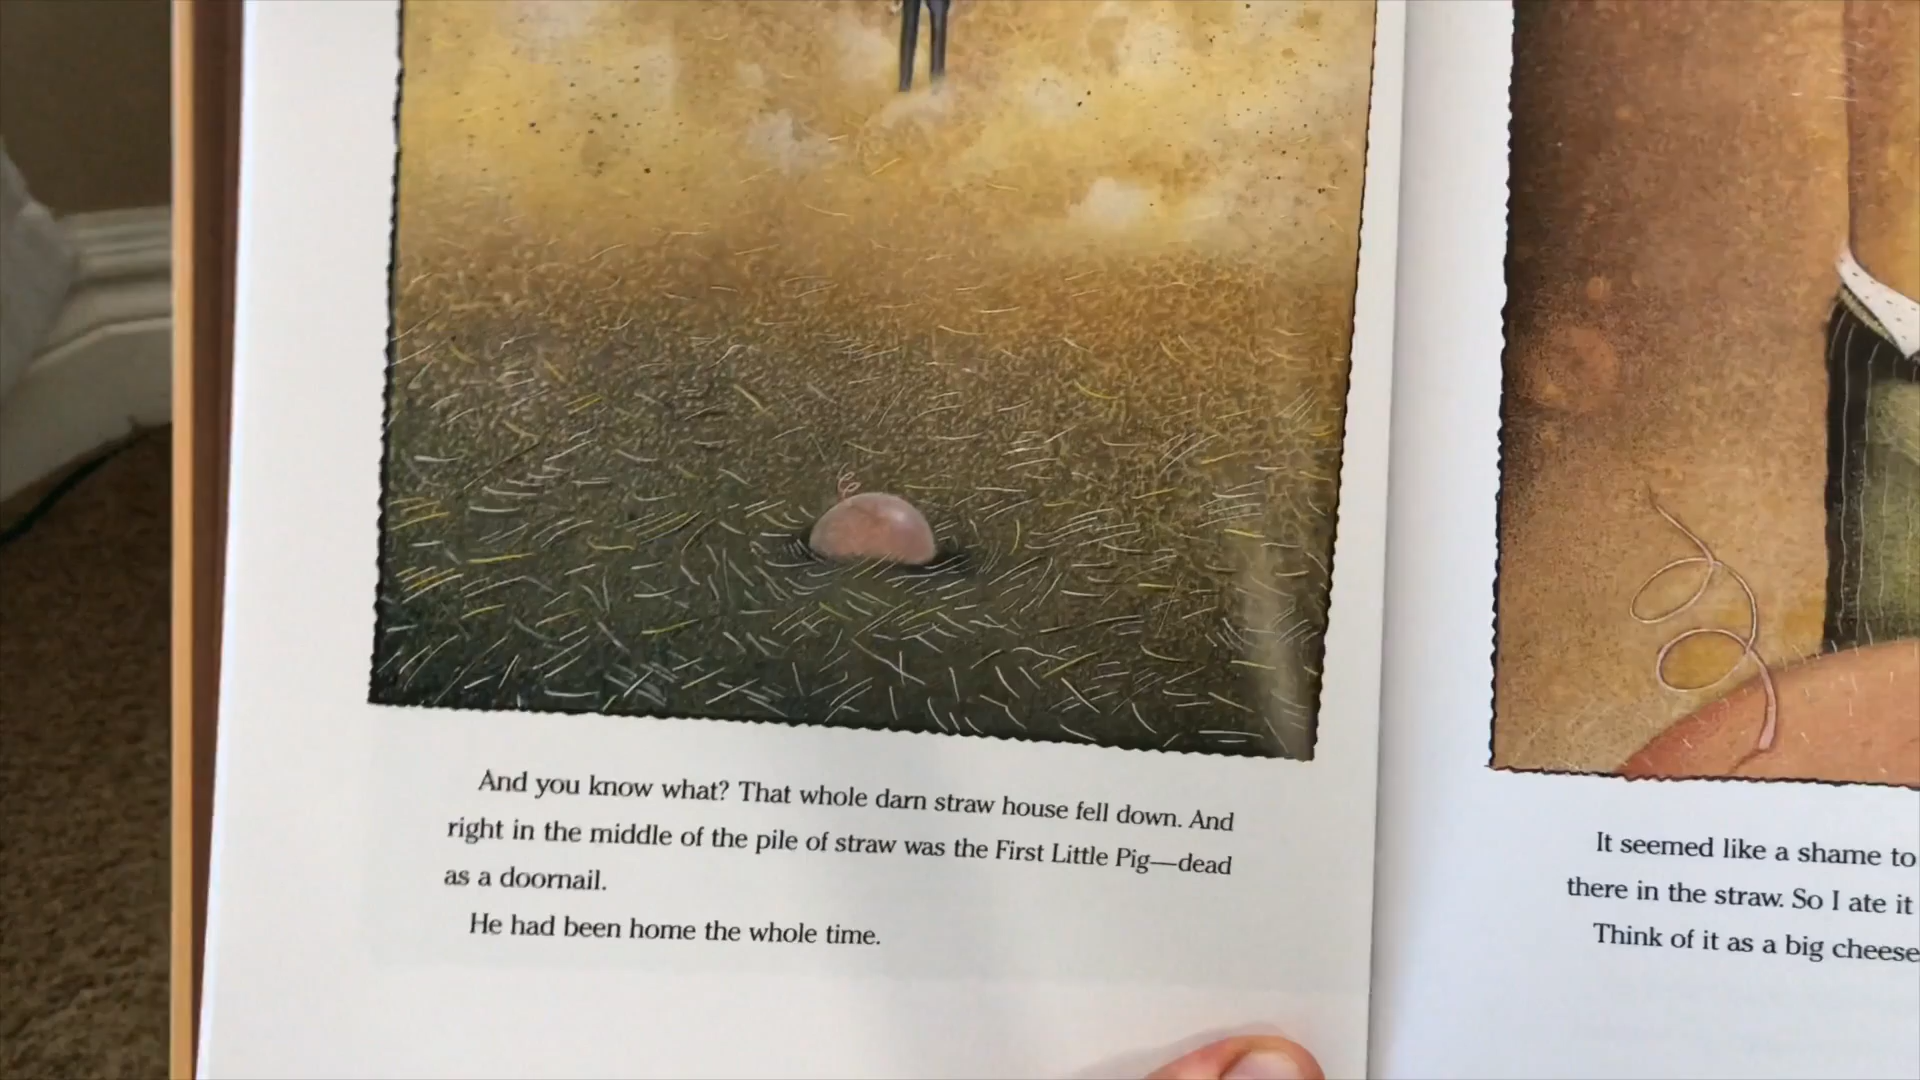 And you know what? That whole darn straw house fell down. And
right in the middle of the pile of straw was the First Little Pig—dead
as a doornail.
He had been home the whole time.
It seemed like a shame to
there in the straw. So I ate it
Think of it as a big cheese